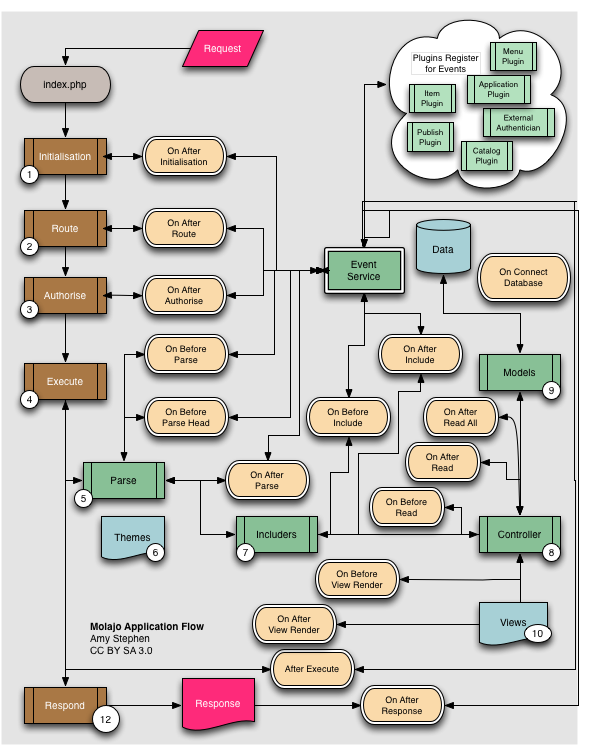 Request
Plugins Register
for Events
Menu
Plugin
index.php
Application
Plugin
Item
Plugin
External
Authentician
Publish
Plugin
Catalog
Plugin
Initialisation
1
On After
Initialisation
Route
2
On After
Route
Event
Service
Data
On Connect
Database
Authorise
3
On After
Authorise
On Before
Parse
On After
Include
Execute
4
Models
9
On Before
Parse Head
On Before
Include
On After
Read All
On After
Read
Parse
5
On After
Parse
On Before
Read
Themes
6
Includers
7
Controller
8
On Before
View Render
On After
View Render
Views
10
Molajo Application Flow
Amy Stephen
CC BY SA 3.0
After Execute
Respond
12
Response
On After
Response